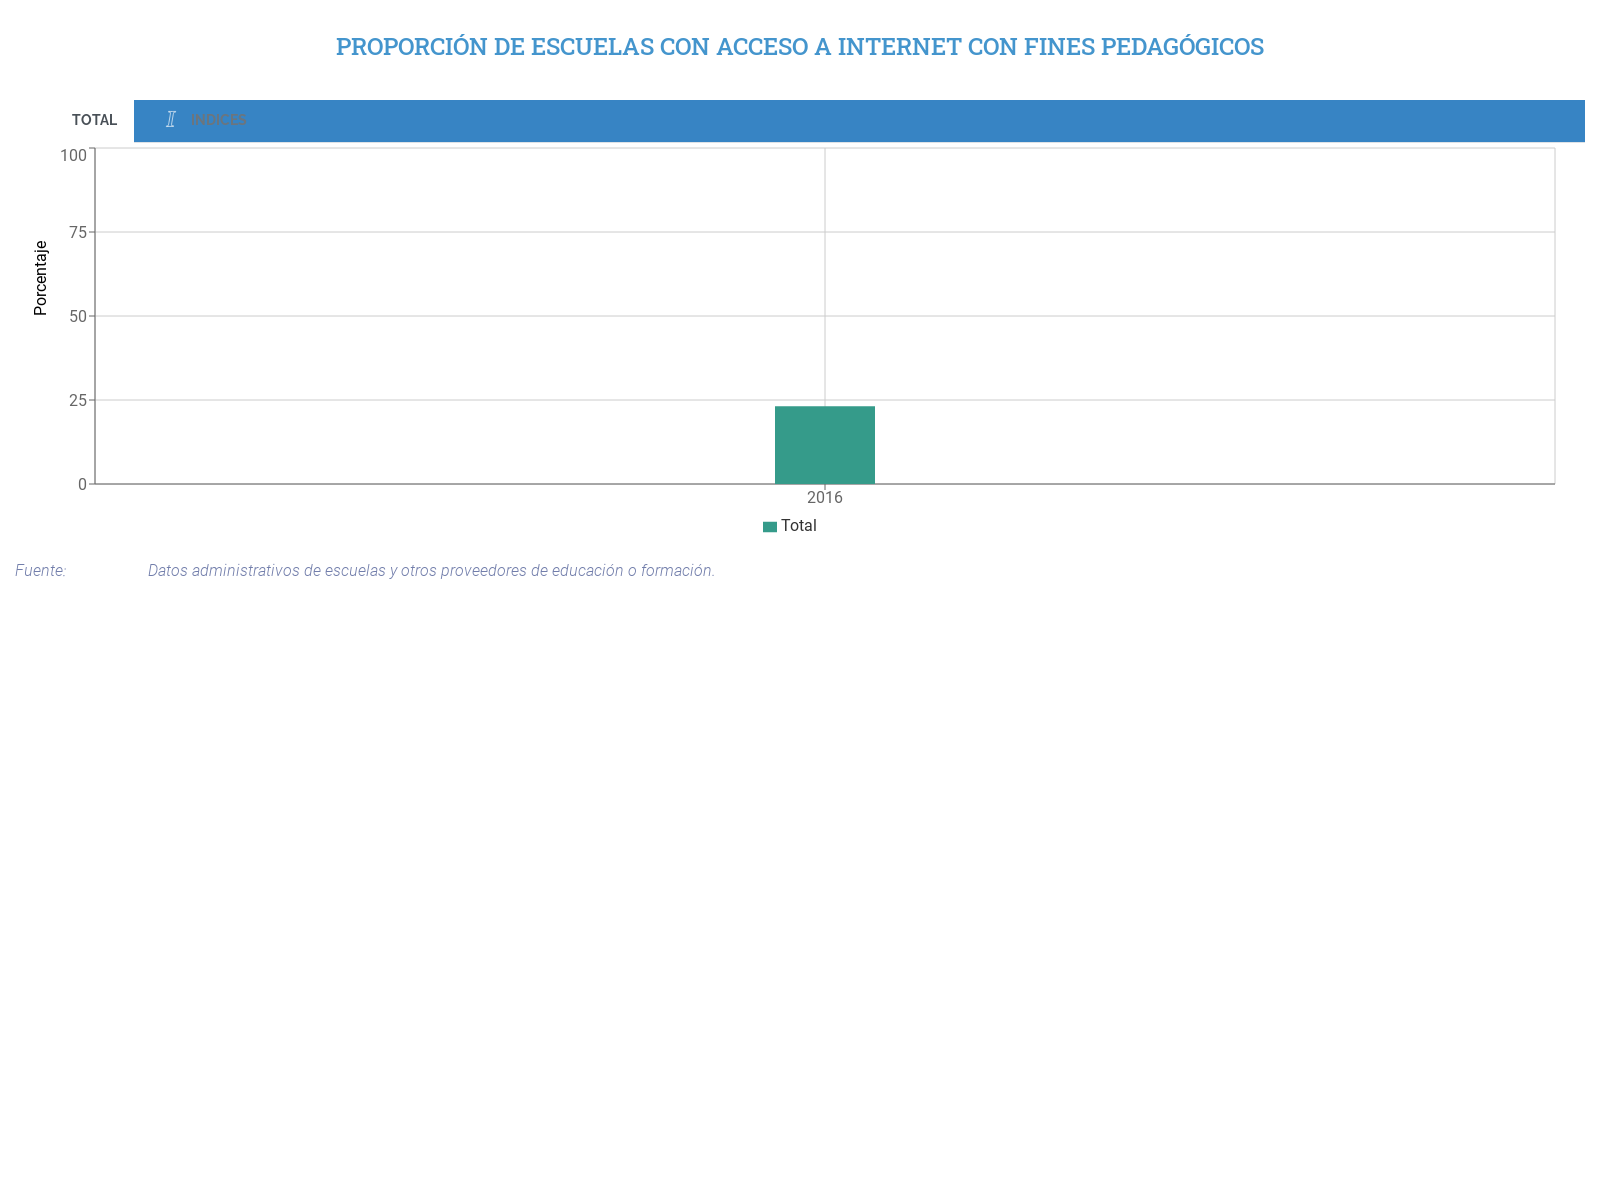 PROPORCIÓN DE ESCUELAS CON ACCESO A INTERNET CON FINES PEDAGÓGICOS
TOTAL INDICES
100
75
50
25
0
Porcentaje
2016
Total
Fuente: Datos administrativos de escuelas y otros proveedores de educación o formación.